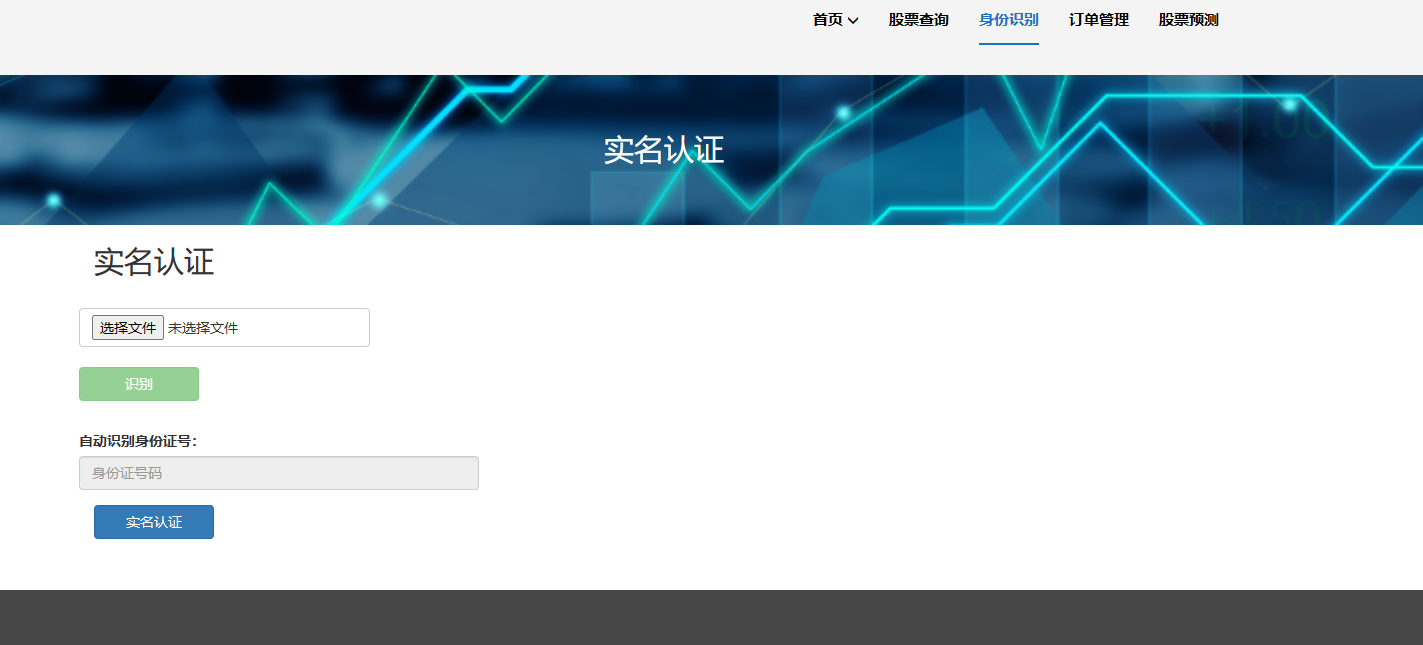 首页 股票查询 身份识别 订单管理 股票预测
实名认证
实名认证
选择文件 未选择文件
识别
自动识别身份证号：
身份证号码
实名认证